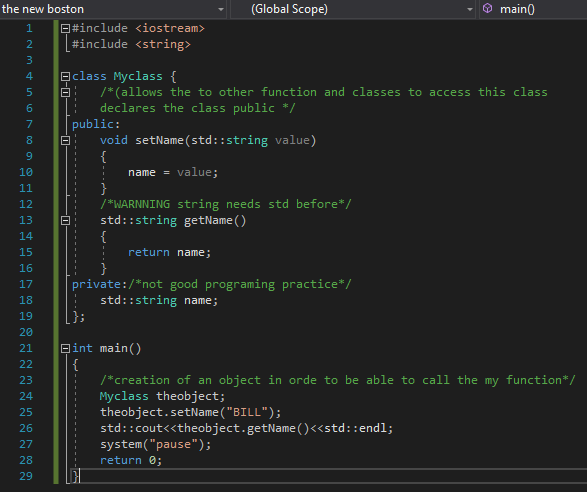 the new boston (Global Scope) main()
1 #include <iostream>
2 #include <string>
3
4 class Myclass {
5 /*(allows the to other function and classes to access this class
6 declares the class public */
7 public:
8 void setName(std::string value)
9 {
10 name = value;
11 }
12 /*WARNNING string needs std before*/
13 std::string getName()
14 {
15 return name;
16 }
17 private:/*not good programing practice*/
18 std::string name;
19 };
20
21 int main()
22 {
23 /*creation of an object in orde to be able to call the my function*/
24 Myclass theobject;
25 theobject.setName("BILL");
26 std::cout<<theobject.getName()<<std::endl;
27 system("pause");
28 return 0;
29 }